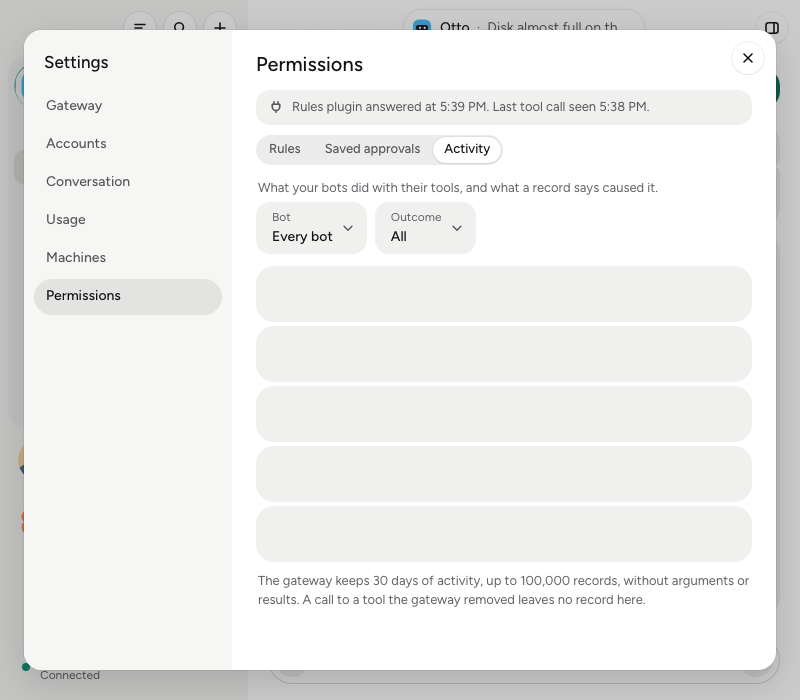 Otto · Disk almost full on th
Settings
Gateway
Accounts
Conversation
Usage
Machines
Permissions
Connected
Permissions
Rules plugin answered at 5:39 PM. Last tool call seen 5:38 PM.
Rules Saved approvals Activity
What your bots did with their tools, and what a record says caused it.
Bot
Every bot
Outcome
All
The gateway keeps 30 days of activity, up to 100,000 records, without arguments or
results. A call to a tool the gateway removed leaves no record here.